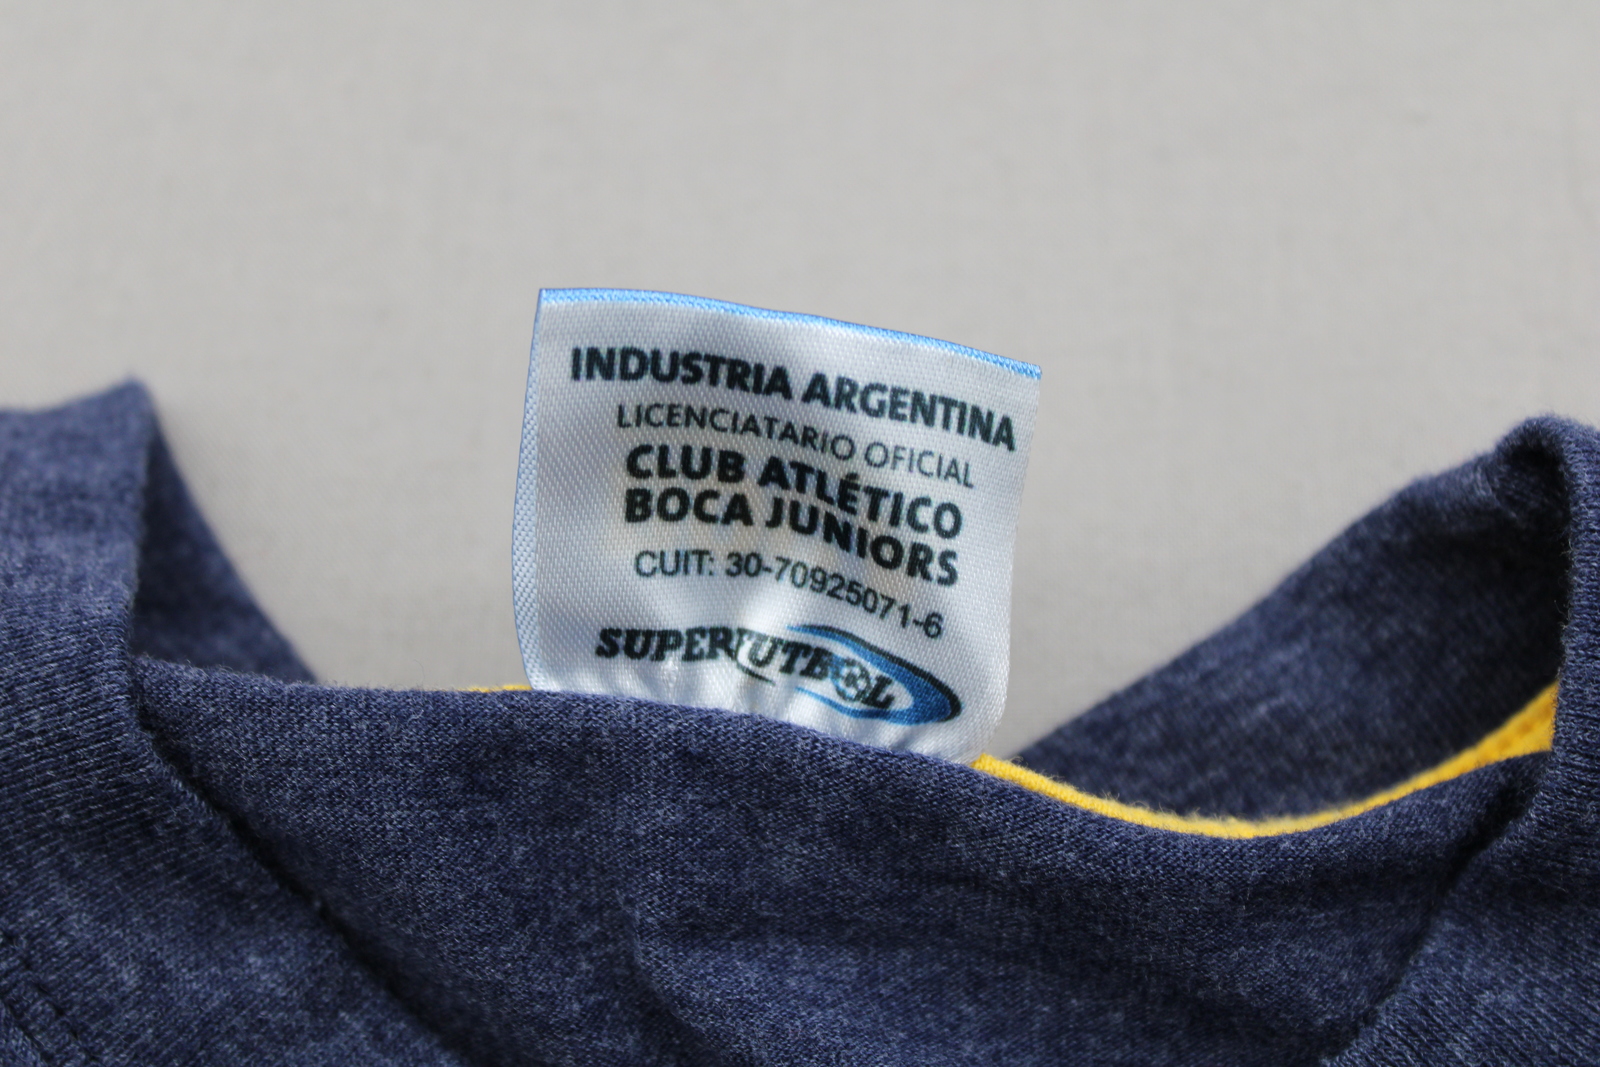 INDUSTRIA ARGENTINA
LICENCIATARIO OFICIAL
CLUB ATLÉTICO
BOCA JUNIORS
CUIT: 30-70925071-6
SUPERFUTBOL